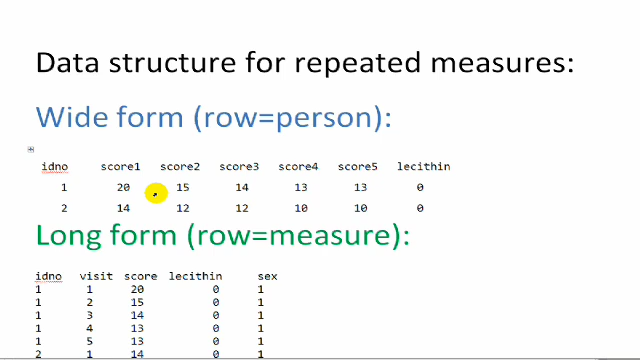 Data structure for repeated measures:
Wide form (row=person):
idno score1 score2 score3 score4 score5 lecithin
1 20 15 14 13 13 0
2 14 12 12 10 10 0
Long form (row=measure):
idno visit score lecithin sex
1 1 20 0 1
1 2 15 0 1
1 3 14 0 1
1 4 13 0 1
1 5 13 0 1
2 1 14 0 1